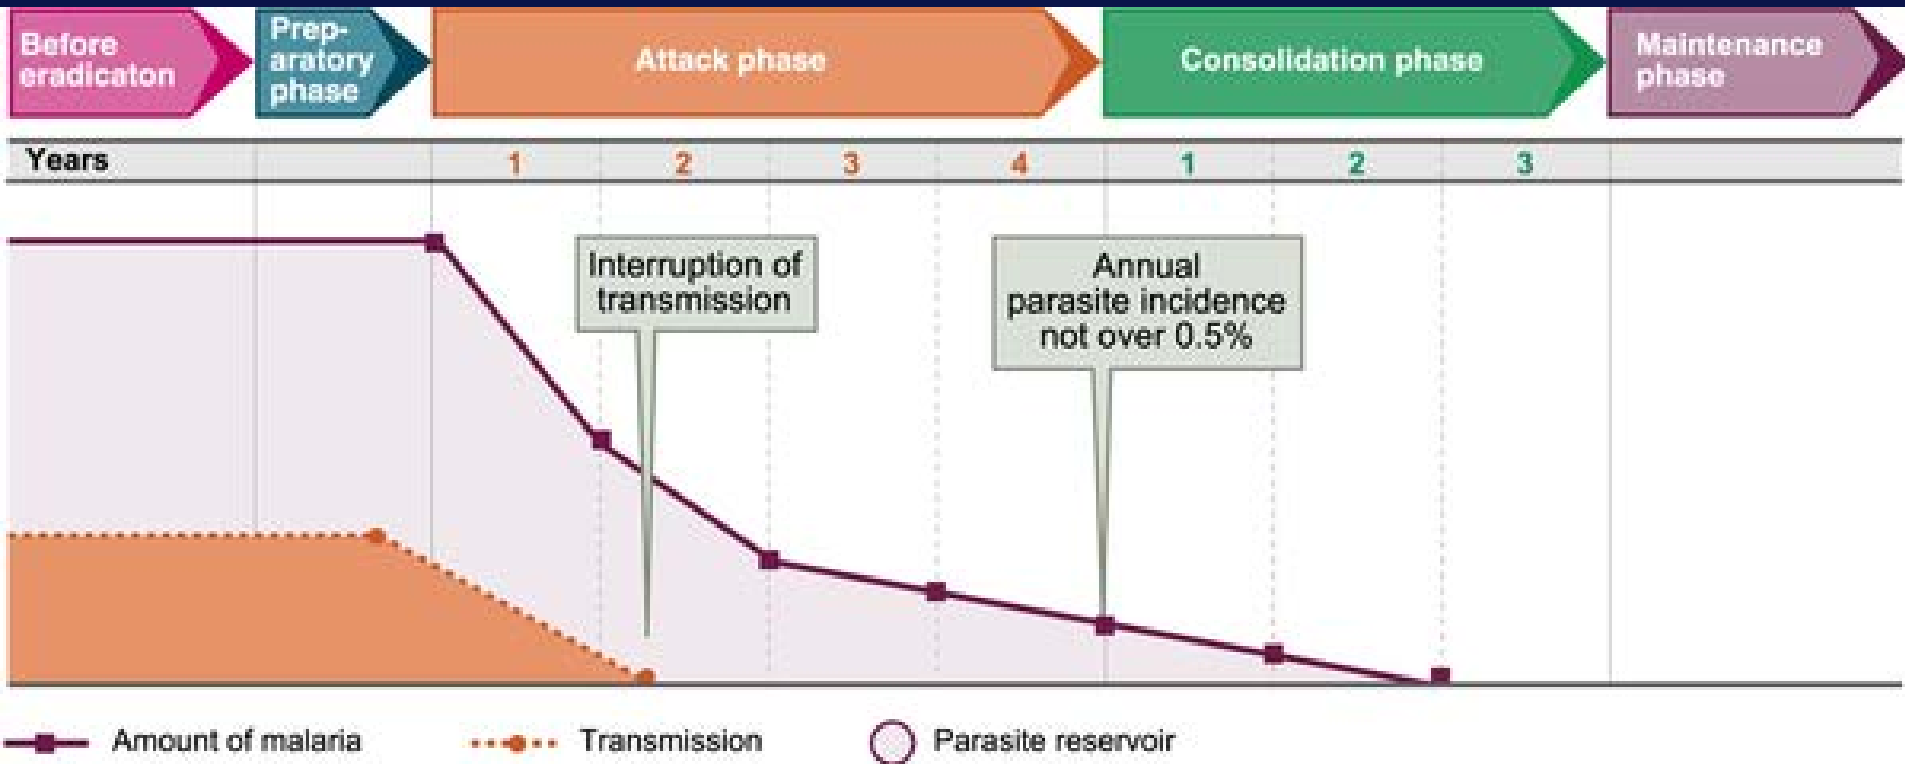 Before
eradicaton
Prep-
aratory
phase
Attack phase
Consolidation phase
Maintenance
phase
Years
1
2
3
4
1
2
3
Interruption of
transmission
Annual
parasite incidence
not over 0.5%
Amount of malaria
Transmission
Parasite reservoir